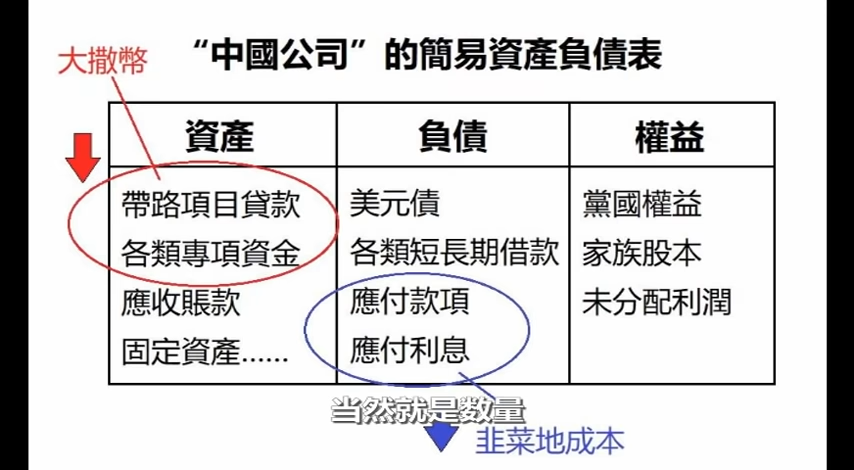 “中國公司”的簡易資產負債表
大撒幣
資產 負債 權益
帶路項目貸款 美元債 黨國權益
各類專項資金 各類短長期借款 家族股本
應收賬款 應付款項 未分配利潤
固定資產…… 應付利息
当然就是数量
韭菜地成本